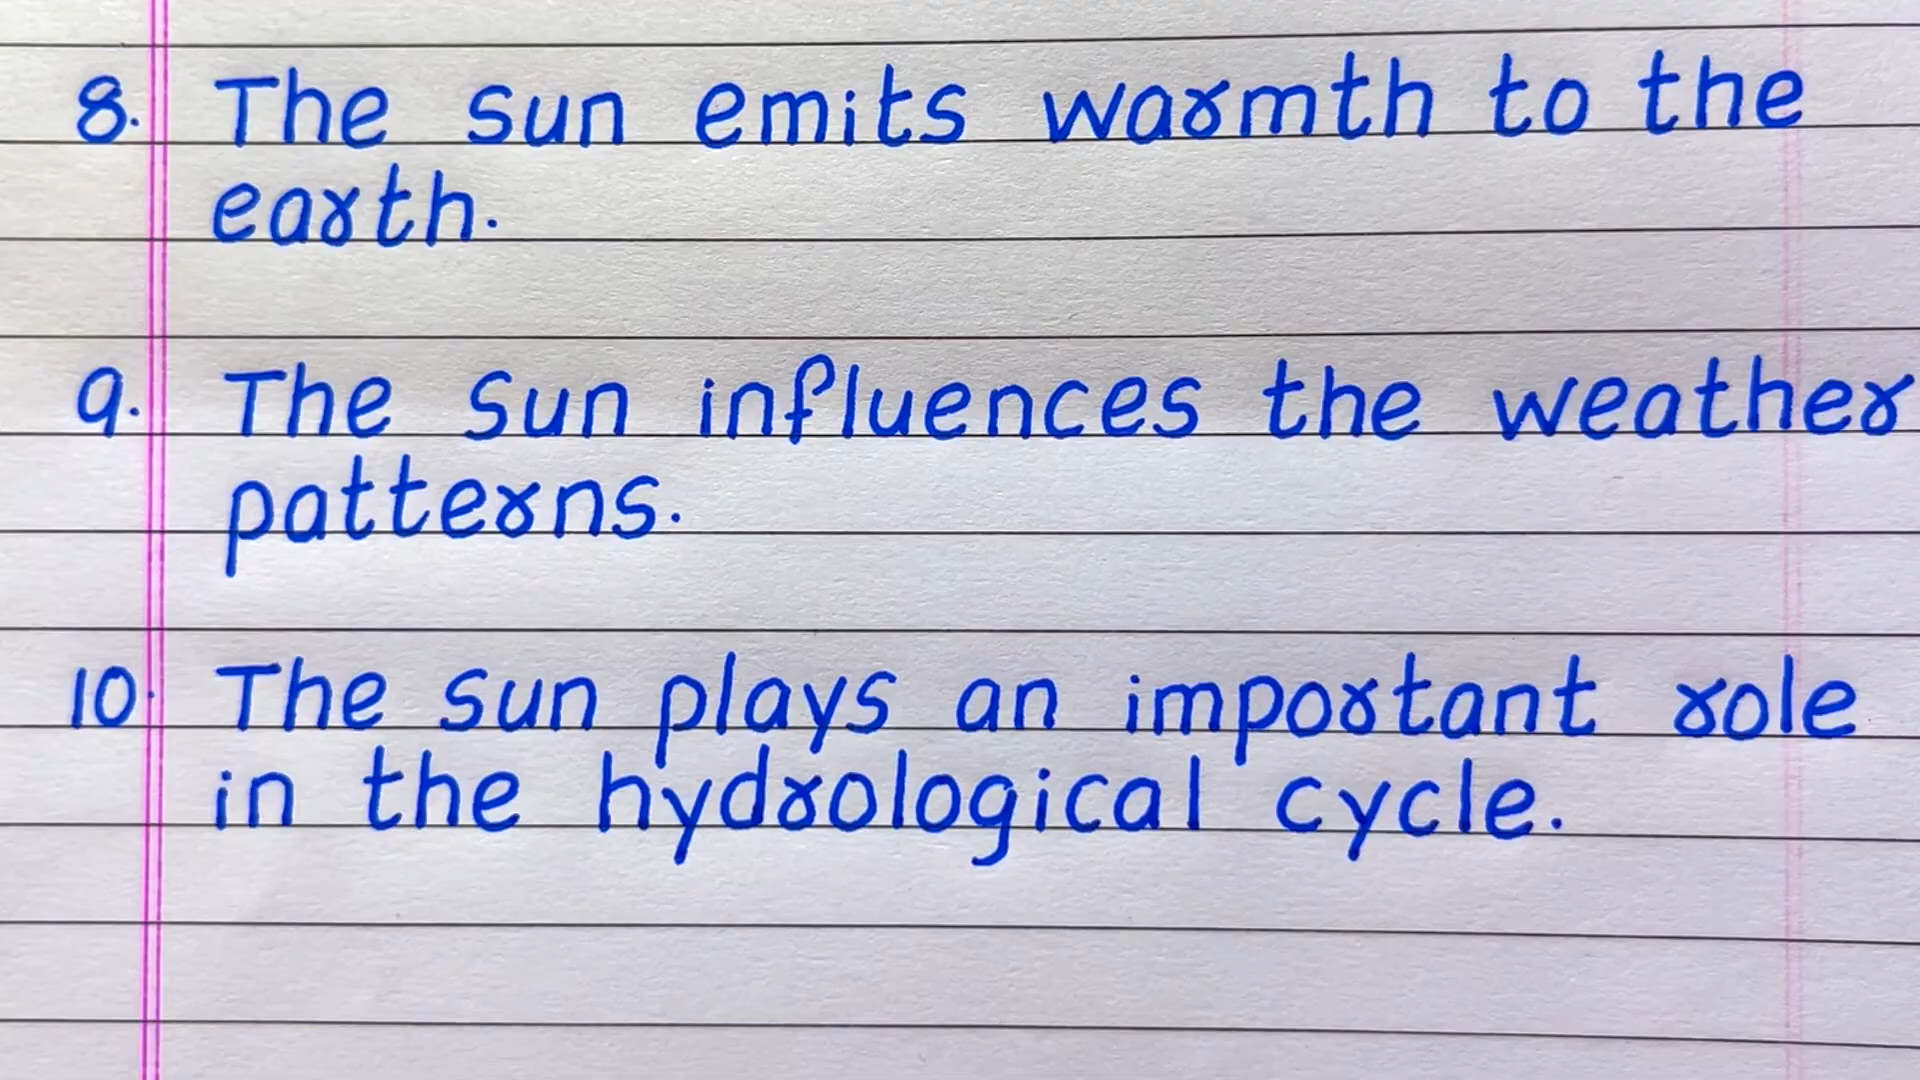 8. The sun emits warmth to the
earth.
9. The sun influences the weather
patterns.
10. The sun plays an important role
in the hydrological cycle.